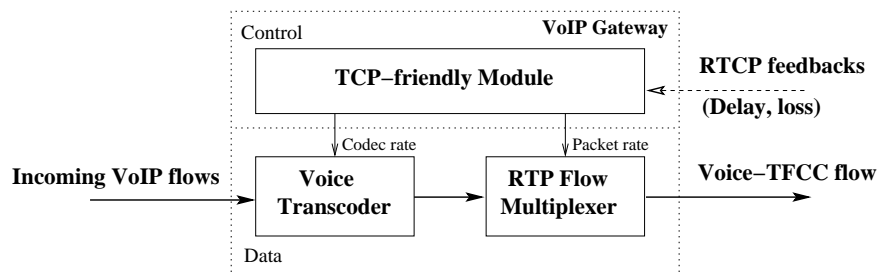 Control
VoIP Gateway
TCP−friendly Module
RTCP feedbacks
(Delay, loss)
Codec rate
Packet rate
Incoming VoIP flows
Voice
Transcoder
RTP Flow
Multiplexer
Voice−TFCC flow
Data